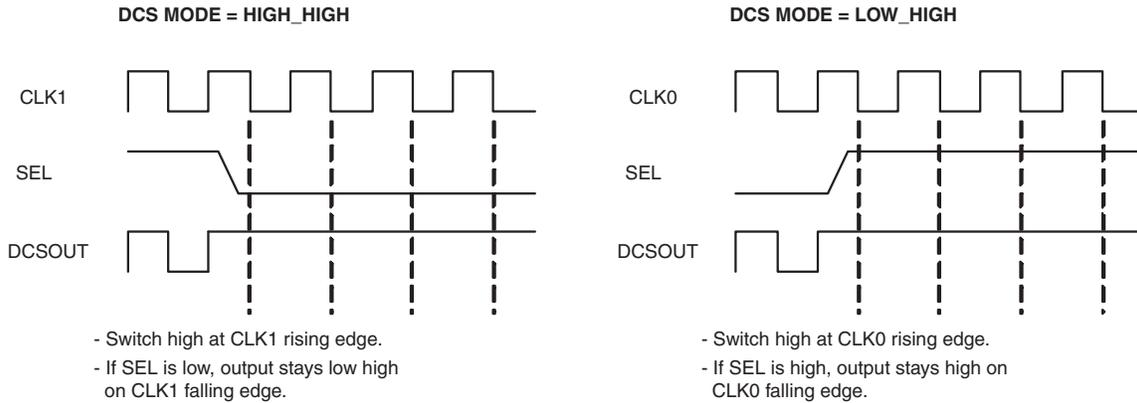 DCS MODE = HIGH_HIGH
CLK1
SEL
DCSOUT
- Switch high at CLK1 rising edge.
- If SEL is low, output stays low high
on CLK1 falling edge.
DCS MODE = LOW_HIGH
CLK0
SEL
DCSOUT
- Switch high at CLK0 rising edge.
- If SEL is high, output stays high on
CLK0 falling edge.